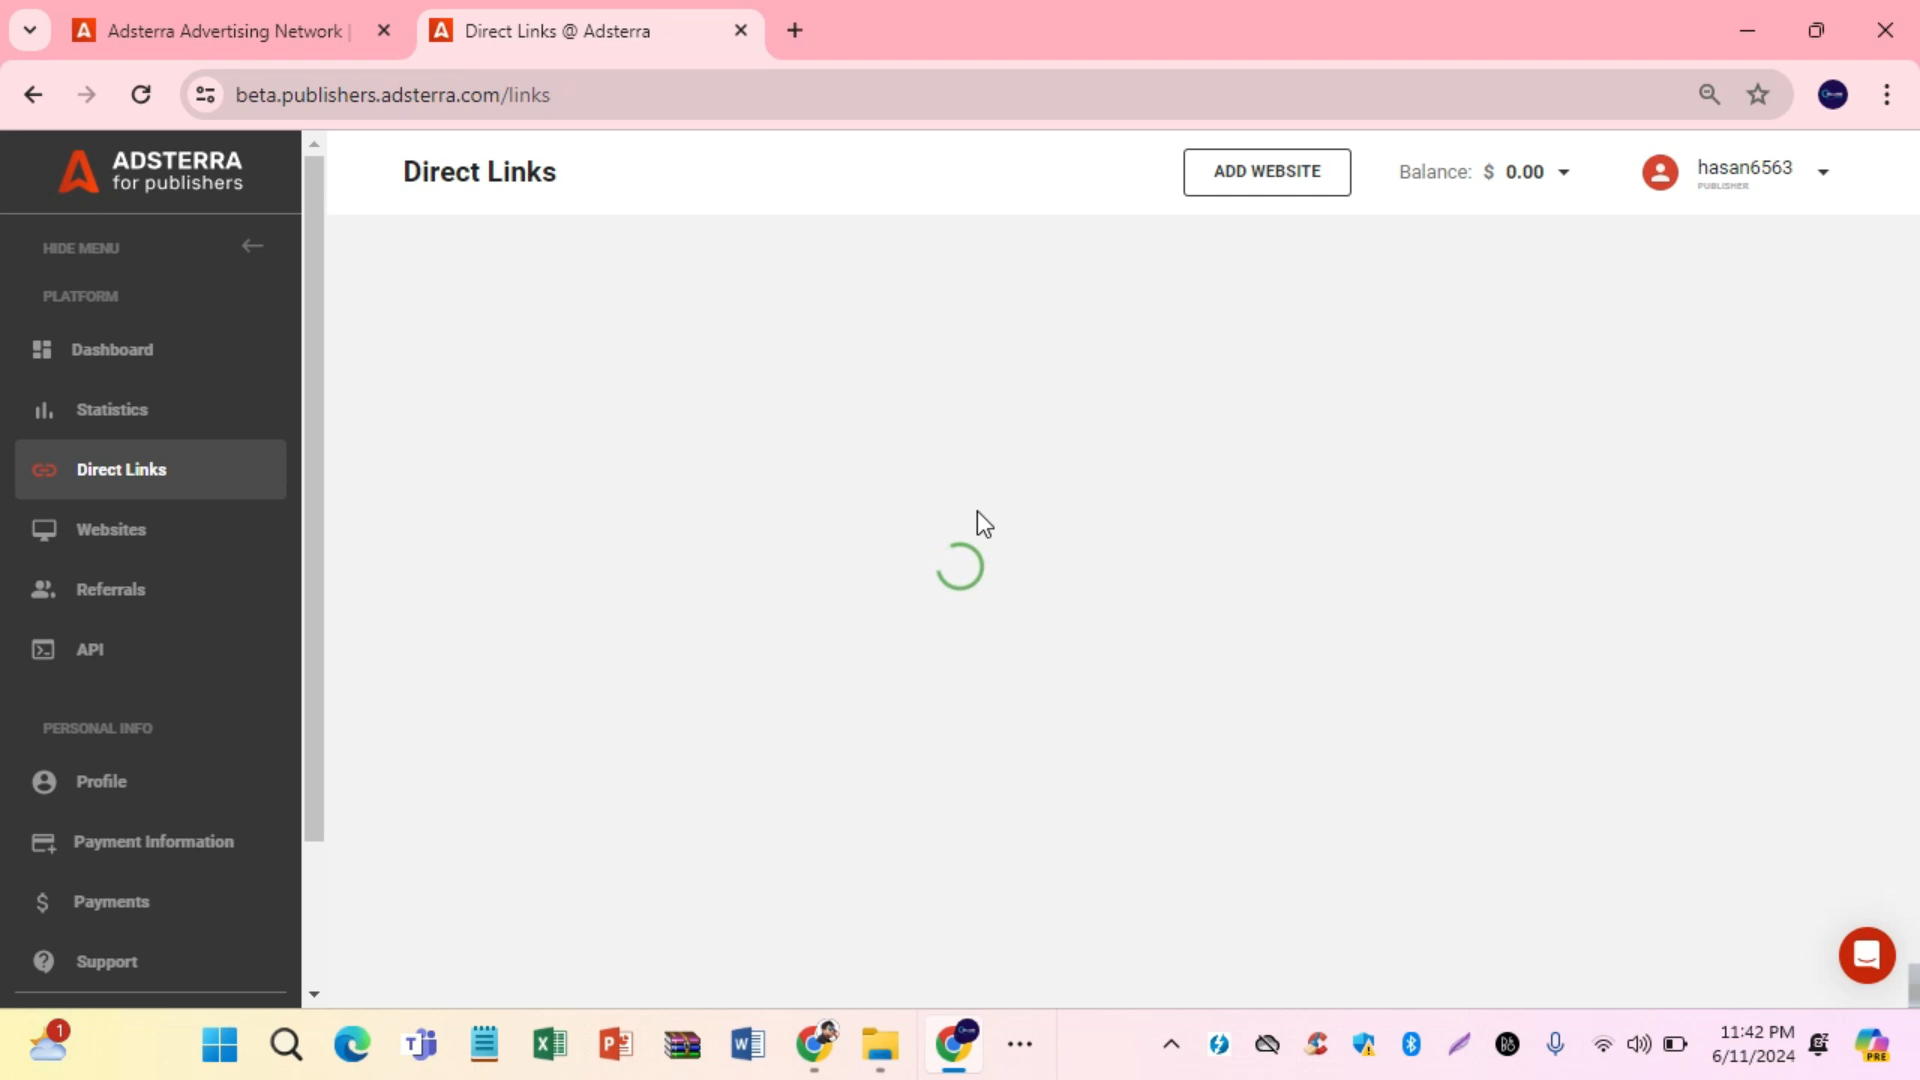 Adsterra Advertising Network |
Direct Links @ Adsterra
beta.publishers.adsterra.com/links
ADSTERRA
for publishers
Direct Links
ADD WEBSITE
Balance: $ 0.00
hasan6563
PUBLISHER
HIDE MENU
PLATFORM
Dashboard
Statistics
Direct Links
Websites
Referrals
API
PERSONAL INFO
Profile
Payment Information
Payments
Support
1
11:42 PM
6/11/2024
PRE